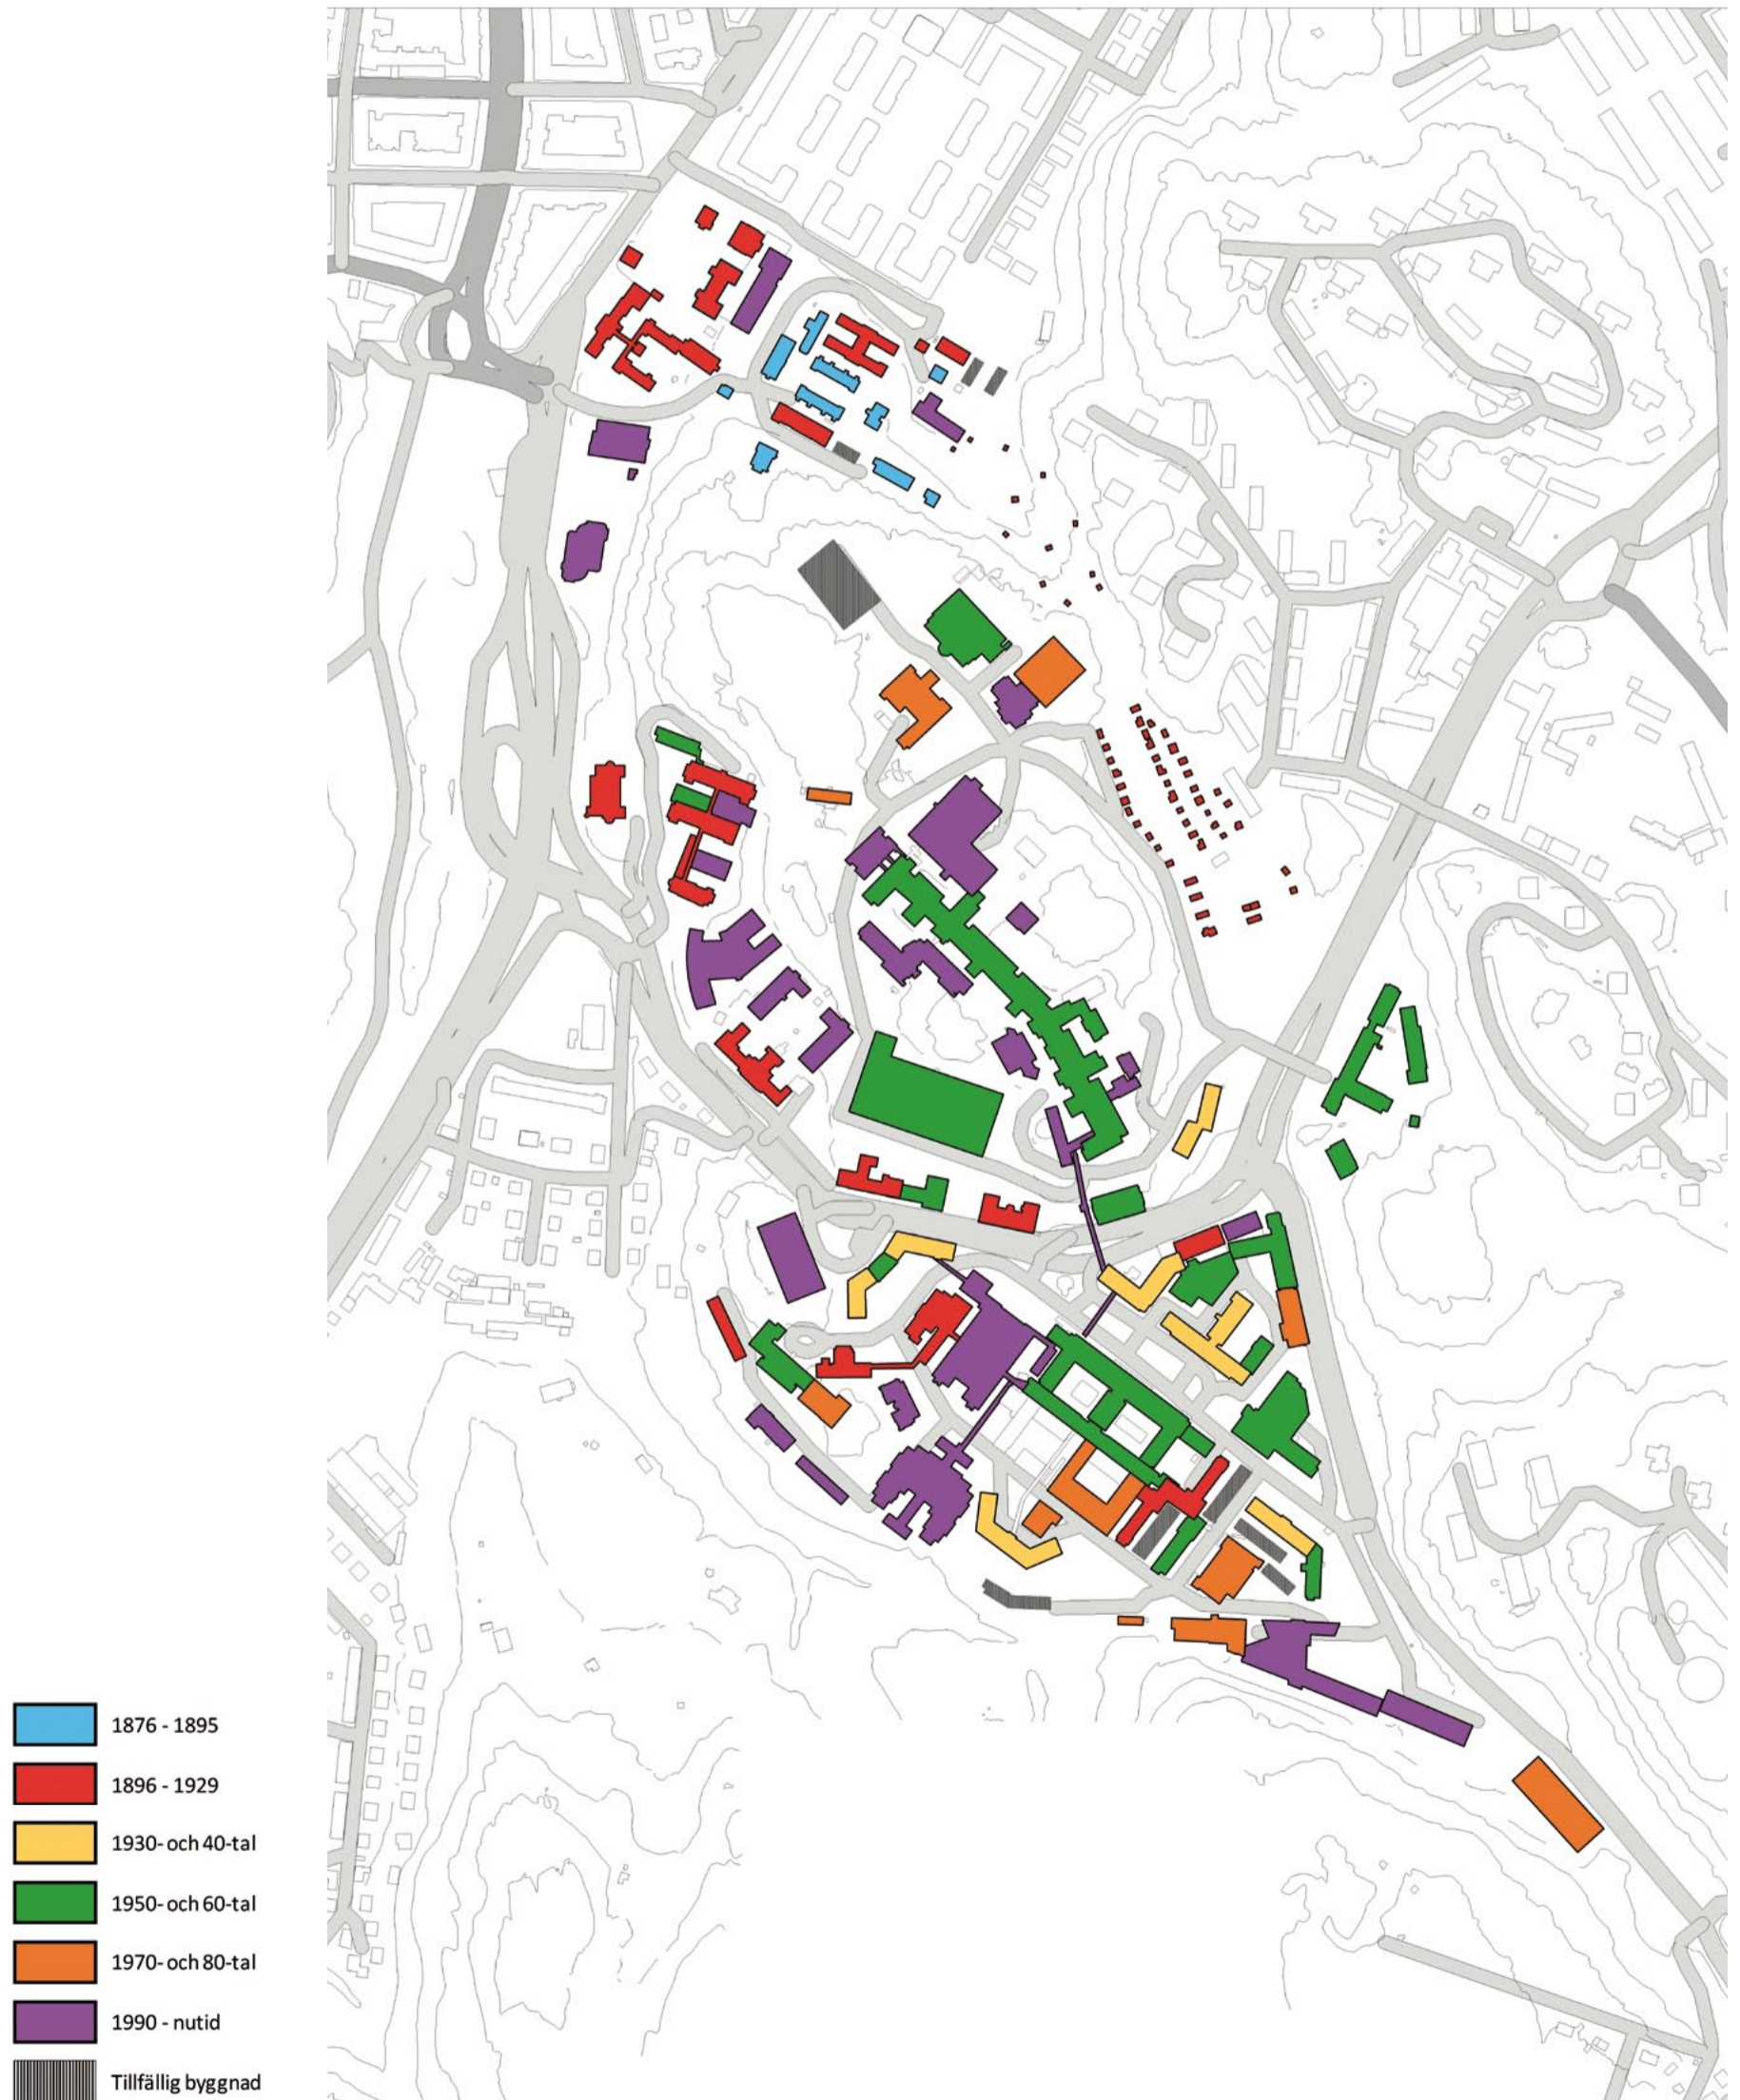 1876 - 1895
1896 - 1929
1930- och 40-tal
1950- och 60-tal
1970- och 80-tal
1990 - nutid
Tillfällig byggnad